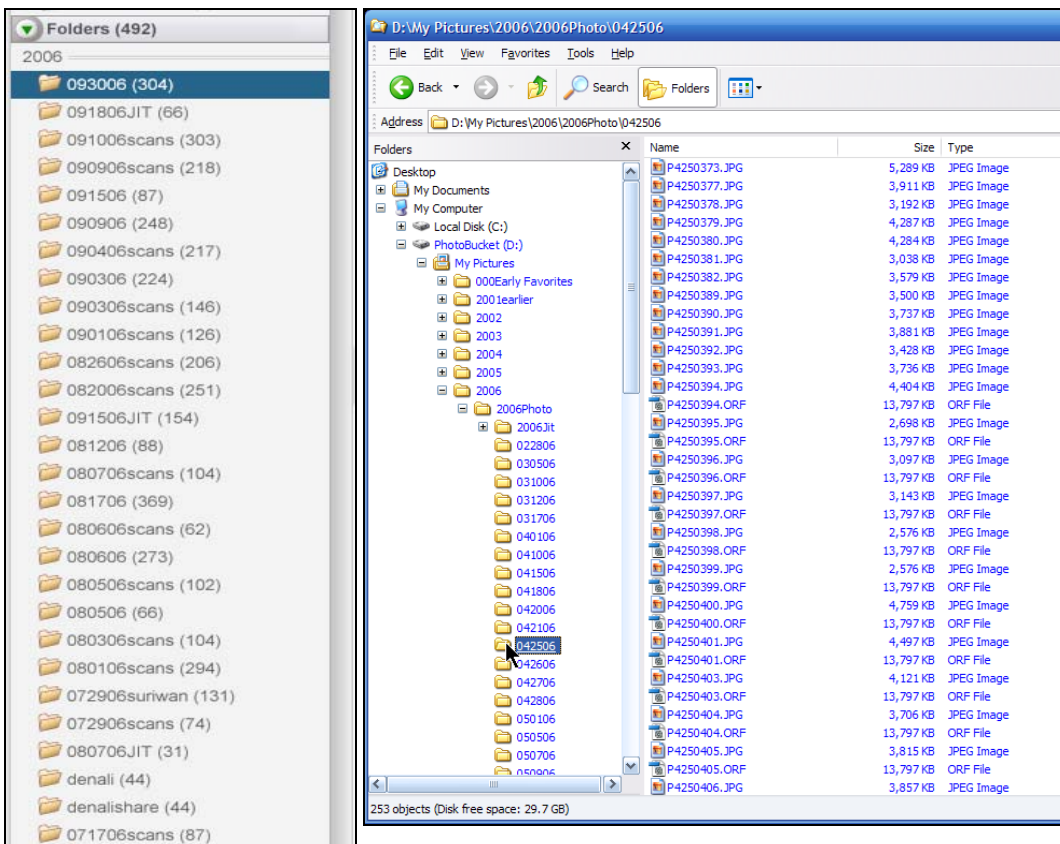 Folders (492)
2006
093006 (304)
091806JIT (66)
091006scans (303)
090906scans (218)
091506 (87)
090906 (248)
090406scans (217)
090306 (224)
090306scans (146)
090106scans (126)
082606scans (206)
082006scans (251)
091506JIT (154)
081206 (88)
080706scans (104)
081706 (369)
080606scans (62)
080606 (273)
080506scans (102)
080506 (66)
080306scans (104)
080106scans (294)
072906suriwan (131)
072906scans (74)
080706JIT (31)
denali (44)
denalishare (44)
071706scans (87)
D:\My Pictures\2006\2006Photo\042506
File Edit View Favorites Tools Help
Back Search Folders
Address D:\My Pictures\2006\2006Photo\042506
Folders X
Desktop
My Documents
My Computer
Local Disk (C:)
PhotoBucket (D:)
My Pictures
000Early Favorites
2001earlier
2002
2003
2004
2005
2006
2006Photo
2006Jit
022806
030506
031006
031206
031706
040106
041006
041506
041806
042006
042106
042506
042606
042706
042806
050106
050506
050706
050906
Name Size Type
P4250373.JPG 5,289 KB JPEG Image
P4250377.JPG 3,911 KB JPEG Image
P4250378.JPG 3,192 KB JPEG Image
P4250379.JPG 4,287 KB JPEG Image
P4250380.JPG 4,284 KB JPEG Image
P4250381.JPG 3,038 KB JPEG Image
P4250382.JPG 3,579 KB JPEG Image
P4250389.JPG 3,500 KB JPEG Image
P4250390.JPG 3,737 KB JPEG Image
P4250391.JPG 3,881 KB JPEG Image
P4250392.JPG 3,428 KB JPEG Image
P4250393.JPG 3,736 KB JPEG Image
P4250394.JPG 4,404 KB JPEG Image
P4250394.ORF 13,797 KB ORF File
P4250395.JPG 2,698 KB JPEG Image
P4250395.ORF 13,797 KB ORF File
P4250396.JPG 3,097 KB JPEG Image
P4250396.ORF 13,797 KB ORF File
P4250397.JPG 3,143 KB JPEG Image
P4250397.ORF 13,797 KB ORF File
P4250398.JPG 2,576 KB JPEG Image
P4250398.ORF 13,797 KB ORF File
P4250399.JPG 2,576 KB JPEG Image
P4250399.ORF 13,797 KB ORF File
P4250400.JPG 4,759 KB JPEG Image
P4250400.ORF 13,797 KB ORF File
P4250401.JPG 4,497 KB JPEG Image
P4250401.ORF 13,797 KB ORF File
P4250403.JPG 4,121 KB JPEG Image
P4250403.ORF 13,797 KB ORF File
P4250404.JPG 3,706 KB JPEG Image
P4250404.ORF 13,797 KB ORF File
P4250405.JPG 3,815 KB JPEG Image
P4250405.ORF 13,797 KB ORF File
P4250406.JPG 3,857 KB JPEG Image
253 objects (Disk free space: 29.7 GB)